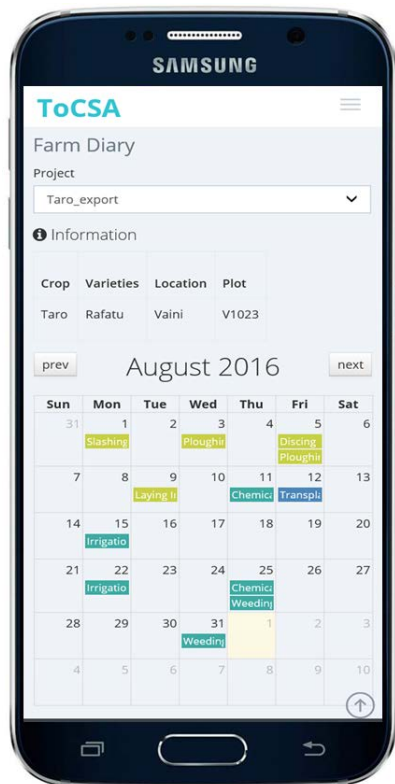 SAMSUNG
ToCSA
Farm Diary
Project
Taro_export
Information
Crop Varieties Location Plot
Taro Rafatu Vaini V1023
prev August 2016 next
Sun Mon Tue Wed Thu Fri Sat
31 1 2 3 4 5 6
Slashing Ploughin Discing
Ploughin
7 8 9 10 11 12 13
Laying li Chemica Transpla
14 15 16 17 18 19 20
Irrigatio
21 22 23 24 25 26 27
Irrigatio Chemica
Weeding
28 29 30 31 1 2 3
Weeding
4 5 6 7 8 9 10